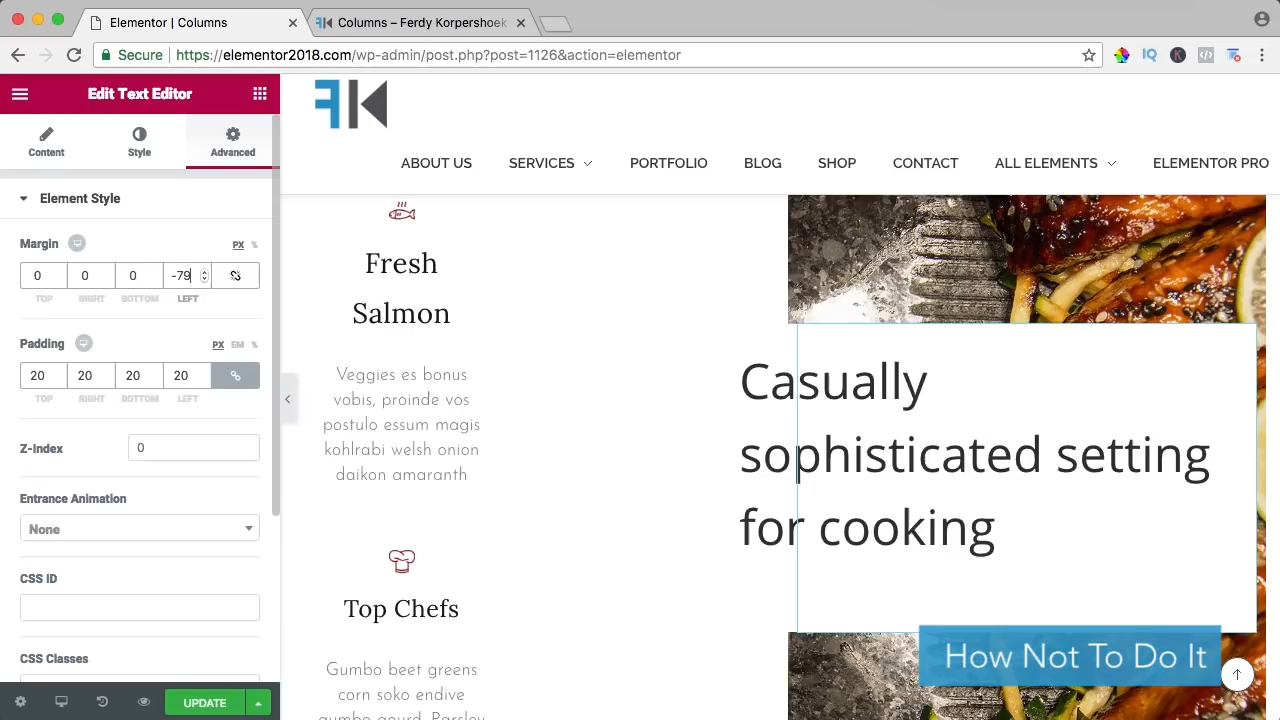 Elementor | Columns
Columns – Ferdy Korpershoek
Secure
https://elementor2018.com/wp-admin/post.php?post=1126&action=elementor
Edit Text Editor
Content
Style
Advanced
Element Style
Margin
PX %
0 0 0 -79
TOP RIGHT BOTTOM LEFT
Padding
PX EM %
20 20 20 20
TOP RIGHT BOTTOM LEFT
Z-Index
0
Entrance Animation
None
CSS ID
CSS Classes
UPDATE
FK
ABOUT US SERVICES PORTFOLIO BLOG SHOP CONTACT ALL ELEMENTS ELEMENTOR PRO
Fresh
Salmon
Veggies es bonus
vobis, proinde vos
postulo essum magis
kohlrabi welsh onion
daikon amaranth
Top Chefs
Gumbo beet greens
corn soko endive
gumbo gourd. Parsley
Casually
sophisticated setting
for cooking
How Not To Do It